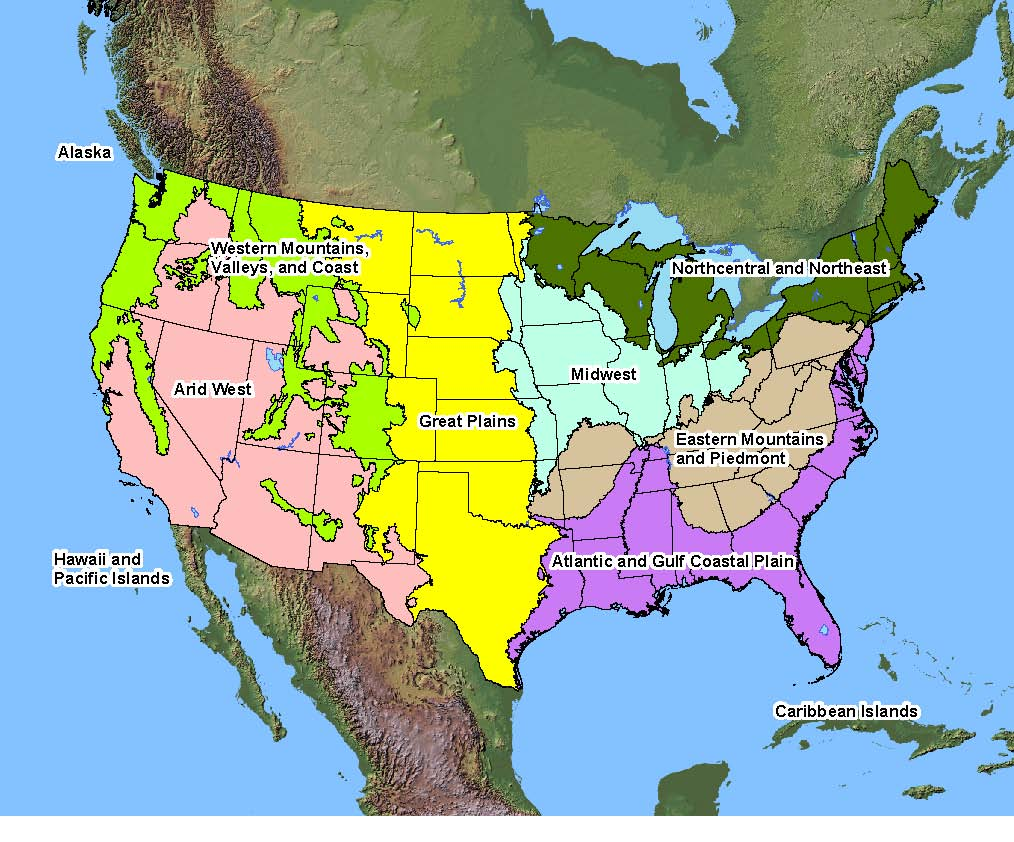 Alaska
Western Mountains,
Valleys, and Coast
Northcentral and Northeast
Midwest
Arid West
Great Plains
Eastern Mountains
and Piedmont
Hawaii and
Pacific Islands
Atlantic and Gulf Coastal Plain
Caribbean Islands